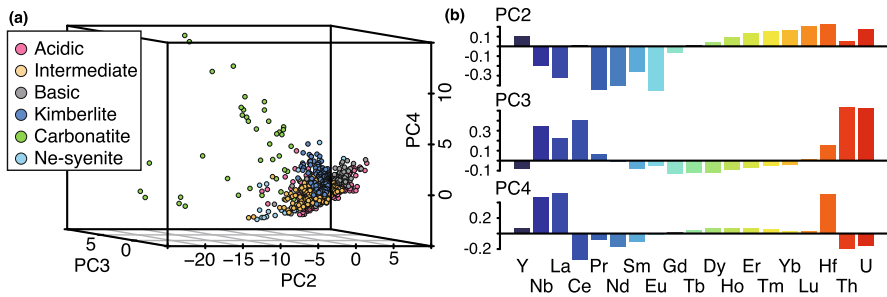 (a)
Acidic
Intermediate
Basic
Kimberlite
Carbonatite
Ne-syenite
10
5
0
PC4
5
0
PC3
−20 −15 −10 −5 0 5
PC2
(b)
PC2
0.1
-0.1
-0.3
PC3
0.3
0.1
-0.1
PC4
0.2
-0.2
Y La Pr Sm Gd Dy Er Yb Hf U
Nb Ce Nd Eu Tb Ho Tm Lu Th